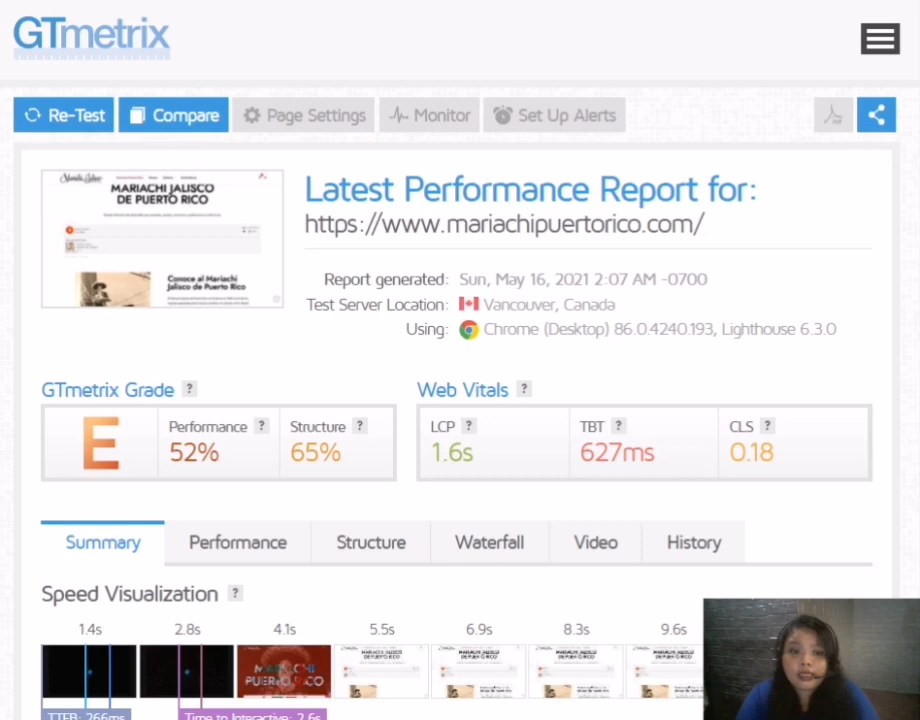 GTmetrix
Re-Test Compare Page Settings Monitor Set Up Alerts
MARIACHI JALISCO
DE PUERTO RICO
Conoce al Mariachi
Jalisco de Puerto Rico
Latest Performance Report for:
https://www.mariachipuertorico.com/
Report generated: Sun, May 16, 2021 2:07 AM -0700
Test Server Location: Vancouver, Canada
Using: Chrome (Desktop) 86.0.4240.193, Lighthouse 6.3.0
GTmetrix Grade ? Web Vitals ?
E
Performance ? Structure ? LCP ? TBT ? CLS ?
52% 65% 1.6s 627ms 0.18
Summary Performance Structure Waterfall Video History
Speed Visualization ?
1.4s 2.8s 4.1s 5.5s 6.9s 8.3s 9.6s
TTFB: 266ms Time to Interactive: 2.6s